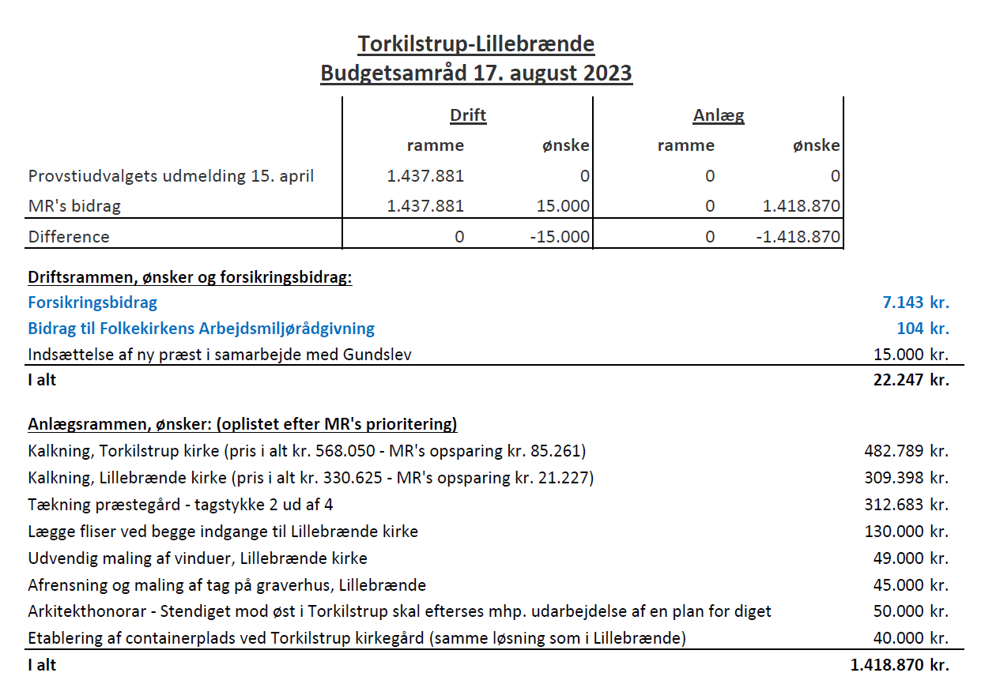 Torkilstrup-Lillebrænde
Budgetsamråd 17. august 2023
Drift Anlæg
ramme ønske ramme ønske
Provstiudvalgets udmelding 15. april 1.437.881 0 0 0
MR's bidrag 1.437.881 15.000 0 1.418.870
Difference 0 -15.000 0 -1.418.870
Driftsrammen, ønsker og forsikringsbidrag:
Forsikringsbidrag 7.143 kr.
Bidrag til Folkekirkens Arbejdsmiljørådgivning 104 kr.
Indsættelse af ny præst i samarbejde med Gundslev 15.000 kr.
I alt 22.247 kr.
Anlægsrammen, ønsker: (oplistet efter MR's prioritering)
Kalkning, Torkilstrup kirke (pris i alt kr. 568.050 - MR's opsparing kr. 85.261) 482.789 kr.
Kalkning, Lillebrænde kirke (pris i alt kr. 330.625 - MR's opsparing kr. 21.227) 309.398 kr.
Tækning præstegård - tagstykke 2 ud af 4 312.683 kr.
Lægge fliser ved begge indgange til Lillebrænde kirke 130.000 kr.
Udvendig maling af vinduer, Lillebrænde kirke 49.000 kr.
Afrensning og maling af tag på graverhus, Lillebrænde 45.000 kr.
Arkitekthonorar - Stendiget mod øst i Torkilstrup skal efterses mhp. udarbejdelse af en plan for diget 50.000 kr.
Etablering af containerplads ved Torkilstrup kirkegård (samme løsning som i Lillebrænde) 40.000 kr.
I alt 1.418.870 kr.